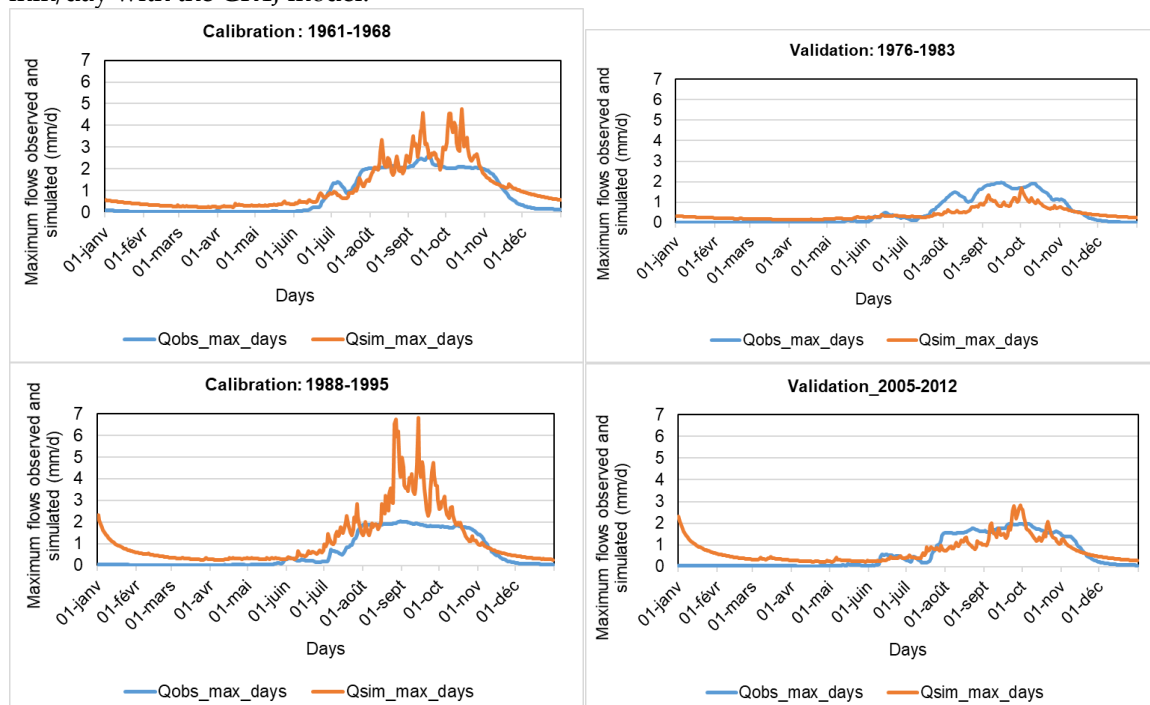 mm/day with the GR4J model.
Calibration : 1961-1968
Maximum flows observed and
simulated (mm/d)
7
6
5
4
3
2
1
0
01-janv
01-févr
01-mars
01-avr
01-mai
01-juin
01-juil
01-août
01-sept
01-oct
01-nov
01-déc
Days
Qobs_max_days
Qsim_max_days
Validation: 1976-1983
Maximum flows observed and
simulated (mm/d)
7
6
5
4
3
2
1
0
01-janv
01-févr
01-mars
01-avr
01-mai
01-juin
01-juil
01-août
01-sept
01-oct
01-nov
01-déc
Days
Qobs_max_days
Qsim_max_days
Calibration: 1988-1995
Maximum flows observed and
simulated (mm/d)
7
6
5
4
3
2
1
0
01-janv
01-févr
01-mars
01-avr
01-mai
01-juin
01-juil
01-août
01-sept
01-oct
01-nov
01-déc
Days
Qobs_max_days
Qsim_max_days
Validation_2005-2012
Maximum flows observed and
simulated (mm/d)
7
6
5
4
3
2
1
0
01-janv
01-févr
01-mars
01-avr
01-mai
01-juin
01-juil
01-août
01-sept
01-oct
01-nov
01-déc
Days
Qobs_max_days
Qsim_max_days